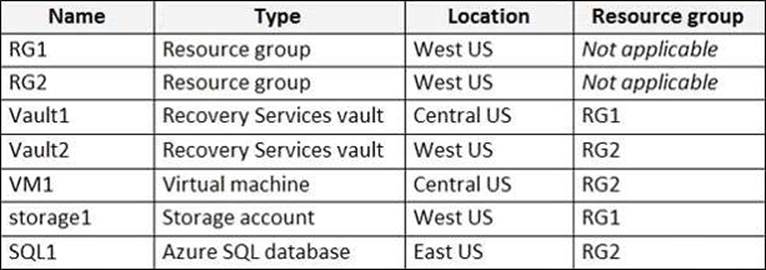 Name Type Location Resource group
RG1 Resource group West US Not applicable
RG2 Resource group West US Not applicable
Vault1 Recovery Services vault Central US RG1
Vault2 Recovery Services vault West US RG2
VM1 Virtual machine Central US RG2
storage1 Storage account West US RG1
SQL1 Azure SQL database East US RG2